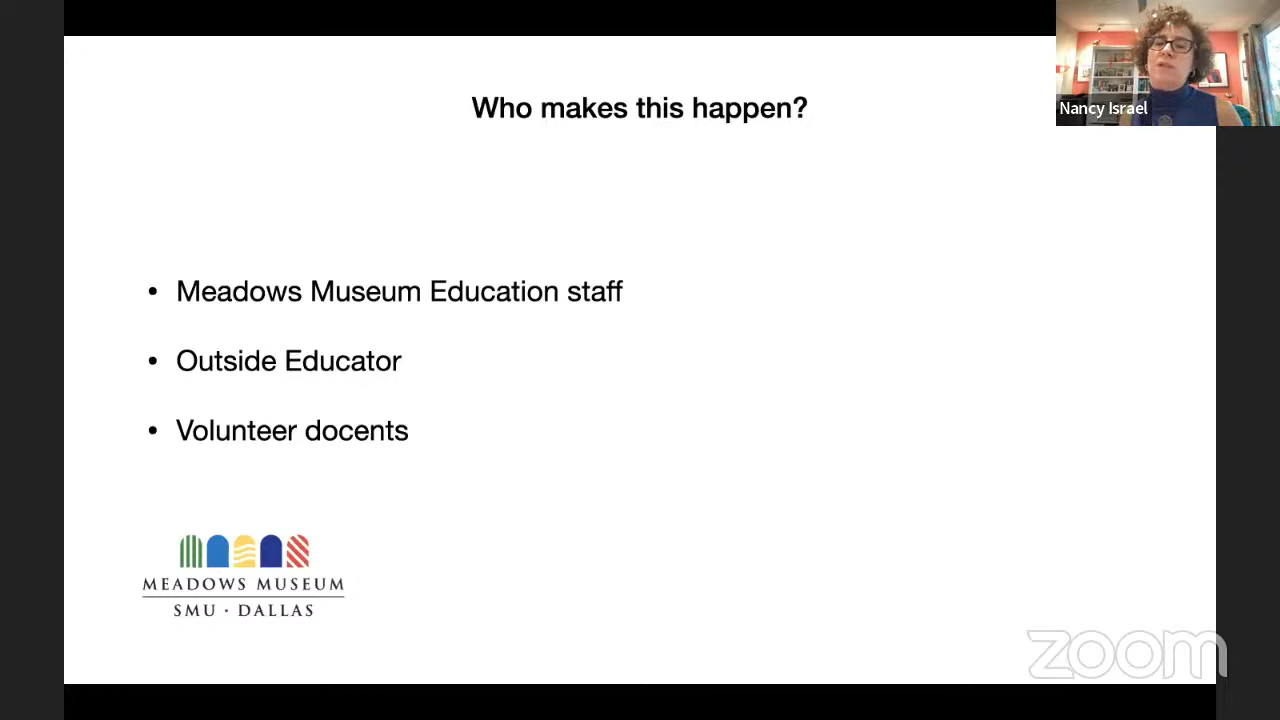 Who makes this happen?
Nancy Israel
• Meadows Museum Education staff
• Outside Educator
• Volunteer docents
MEADOWS MUSEUM
SMU · DALLAS
zoom